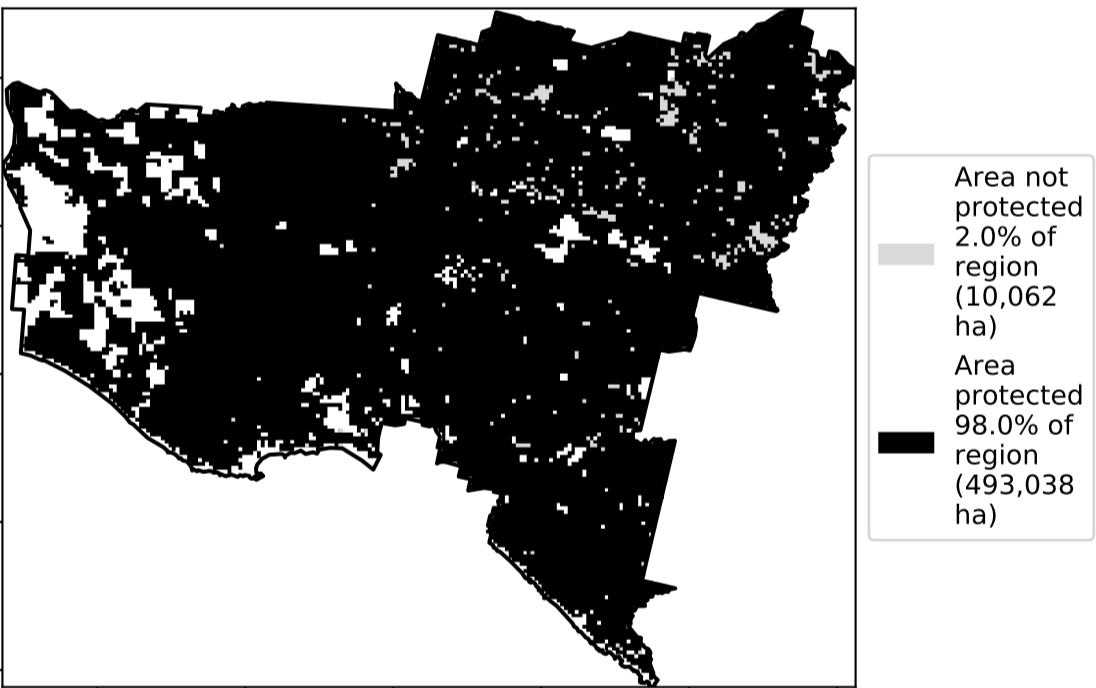 Area not
protected
2.0% of
region
(10,062
ha)
Area
protected
98.0% of
region
(493,038
ha)